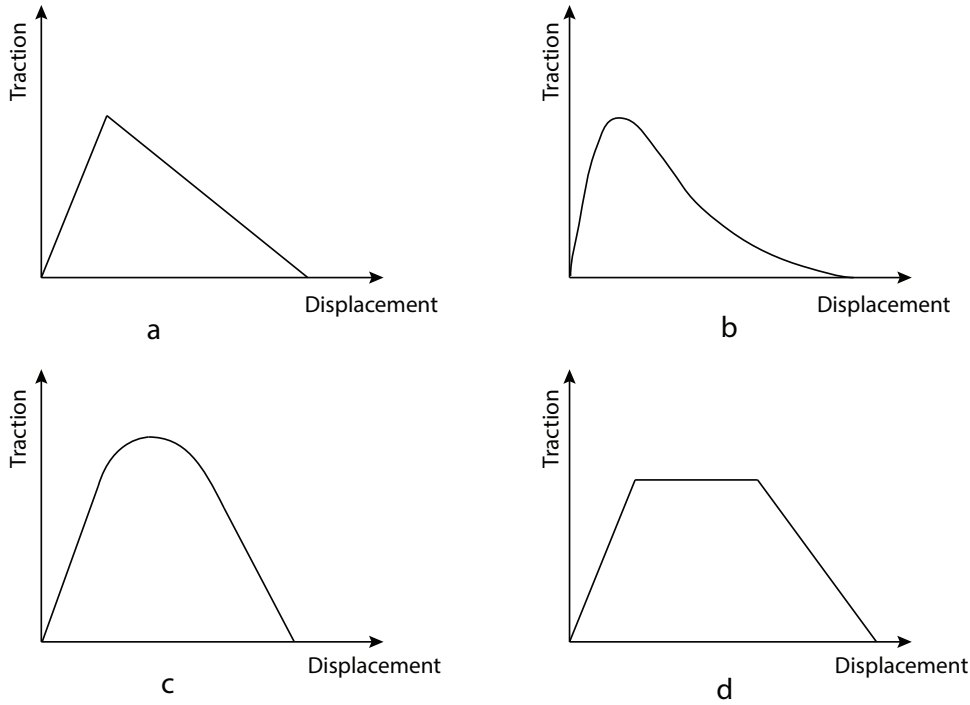 Traction
Displacement
a
Traction
Displacement
b
Traction
Displacement
c
Traction
Displacement
d